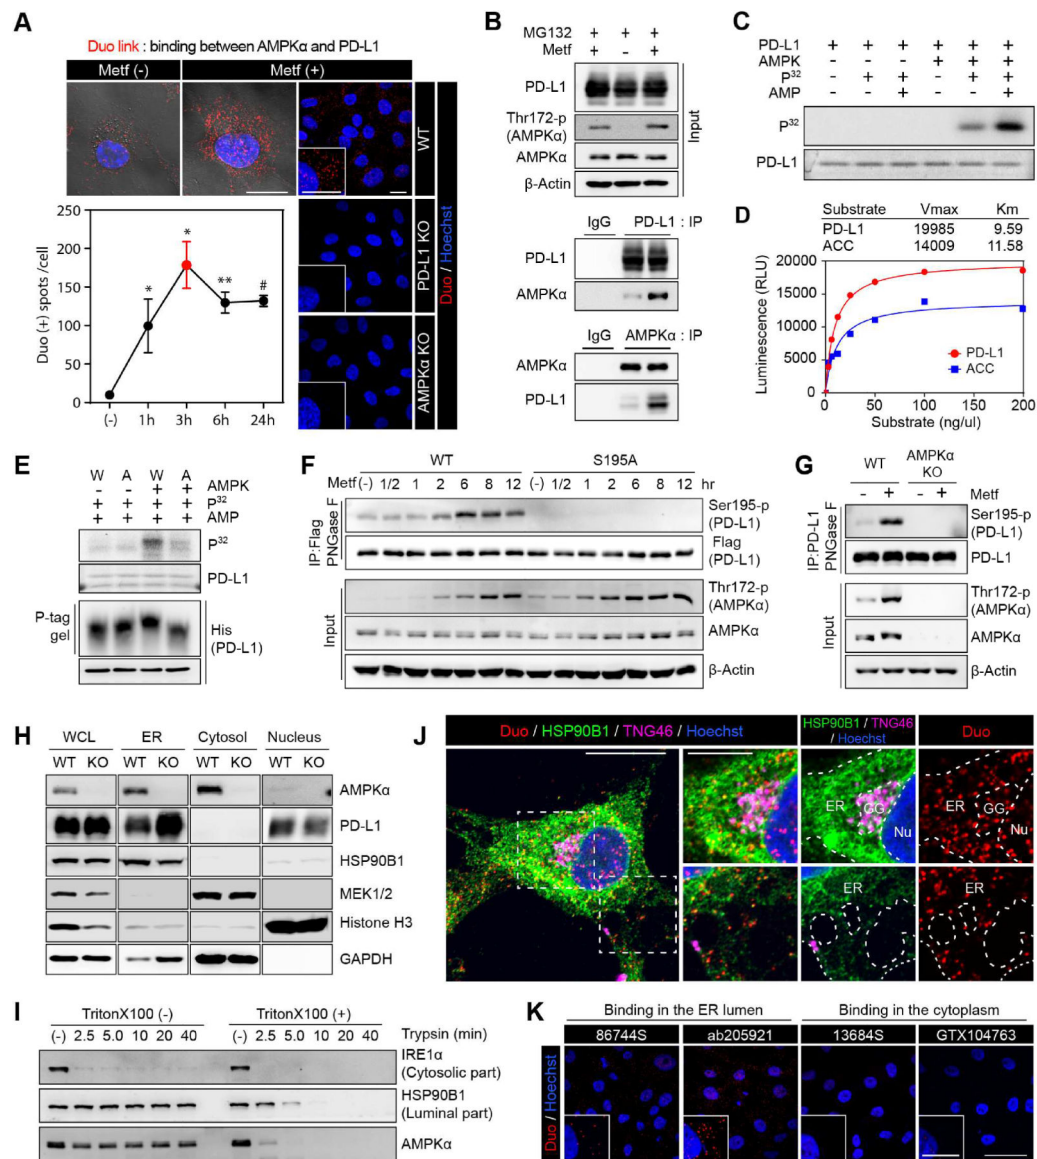 A
Duo link : binding between AMPKα and PD-L1
Metf (-) Metf (+)
WT
PD-L1 KO
AMPKα KO
Duo / Hoechst
Duo (+) spots /cell
250
200
150
100
50
0
* * ** #
(-) 1h 3h 6h 24h
B
MG132 + + +
Metf + - +
PD-L1
Thr172-p
(AMPKα)
AMPKα
β-Actin
Input
IgG PD-L1 : IP
PD-L1
AMPKα
IgG AMPKα : IP
AMPKα
PD-L1
C
PD-L1 + + + + + +
AMPK - - - + + +
P32 - + + - + +
AMP - - + - - +
P32
PD-L1
D
Substrate Vmax Km
PD-L1 19985 9.59
ACC 14009 11.58
Luminescence (RLU)
20000
15000
10000
5000
0
PD-L1
ACC
0 50 100 150 200
Substrate (ng/ul)
E
W A W A
- - + + AMPK
+ + + + P32
+ + + + AMP
P32
PD-L1
P-tag
gel
His
(PD-L1)
F
WT S195A
Metf (-) 1/2 1 2 6 8 12 (-) 1/2 1 2 6 8 12 hr
IP:Flag
PNGase F
Ser195-p
(PD-L1)
Flag
(PD-L1)
Input
Thr172-p
(AMPKα)
AMPKα
β-Actin
G
WT AMPKα
KO
- + - + Metf
IP:PD-L1
PNGase F
Ser195-p
(PD-L1)
PD-L1
Input
Thr172-p
(AMPKα)
AMPKα
β-Actin
H
WCL ER Cytosol Nucleus
WT KO WT KO WT KO WT KO
AMPKα
PD-L1
HSP90B1
MEK1/2
Histone H3
GAPDH
I
TritonX100 (-) TritonX100 (+)
(-) 2.5 5.0 10 20 40 (-) 2.5 5.0 10 20 40 Trypsin (min)
IRE1α
(Cytosolic part)
HSP90B1
(Luminal part)
AMPKα
J
Duo / HSP90B1 / TNG46 / Hoechst
HSP90B1 / TNG46
/ Hoechst
Duo
ER GG Nu
ER GG Nu
ER
ER
K
Binding in the ER lumen Binding in the cytoplasm
86744S ab205921 13684S GTX104763
Duo / Hoechst